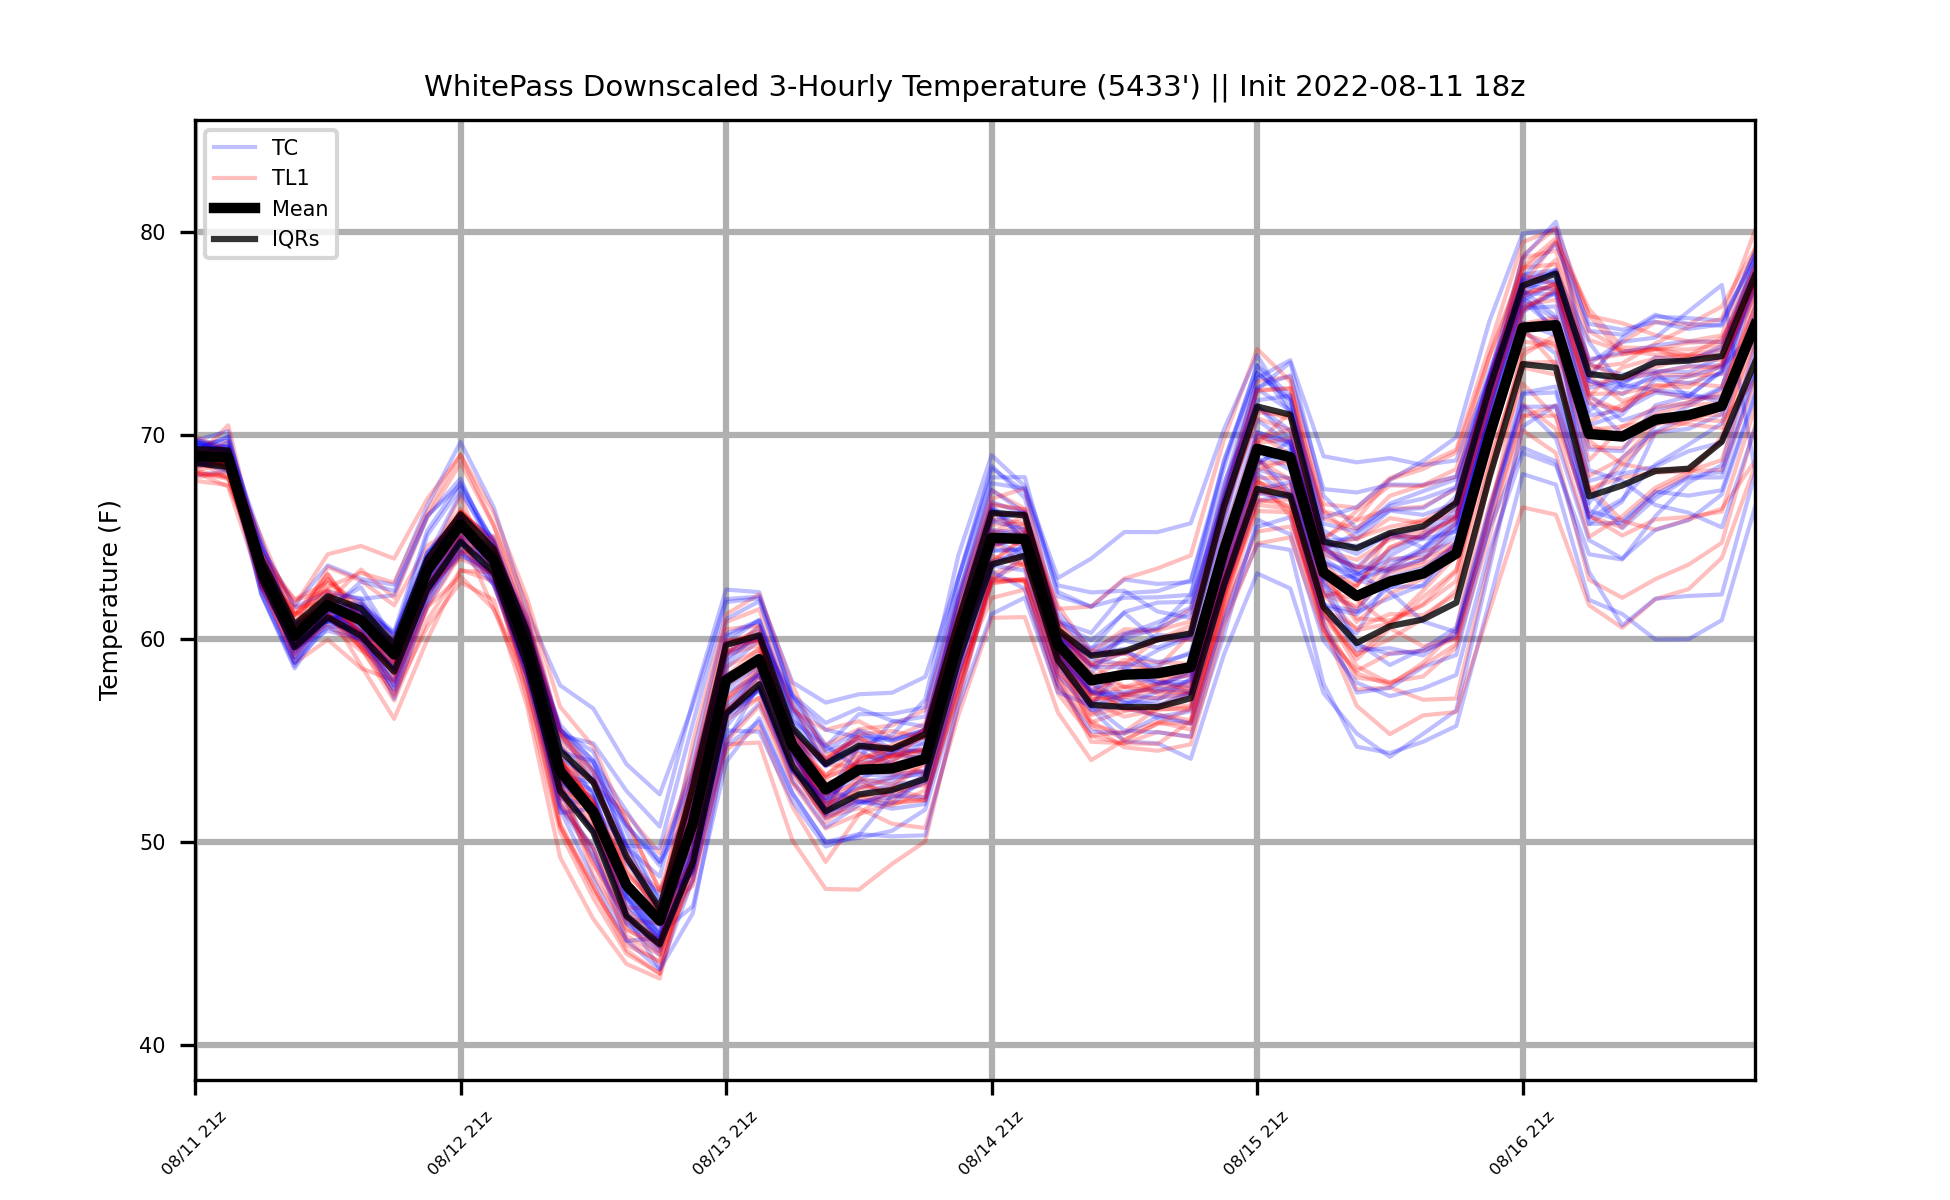 WhitePass Downscaled 3-Hourly Temperature (5433') || Init 2022-08-11 18z
TC
TL1
Mean
IQRs
Temperature (F)
80
70
60
50
40
08/11 21z
08/12 21z
08/13 21z
08/14 21z
08/15 21z
08/16 21z